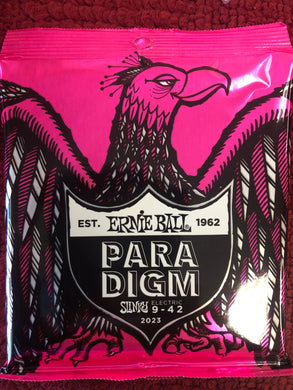 EST. ERNIE BALL 1962
PARA
DIGM
SLINKY ELECTRIC
9-42
2023